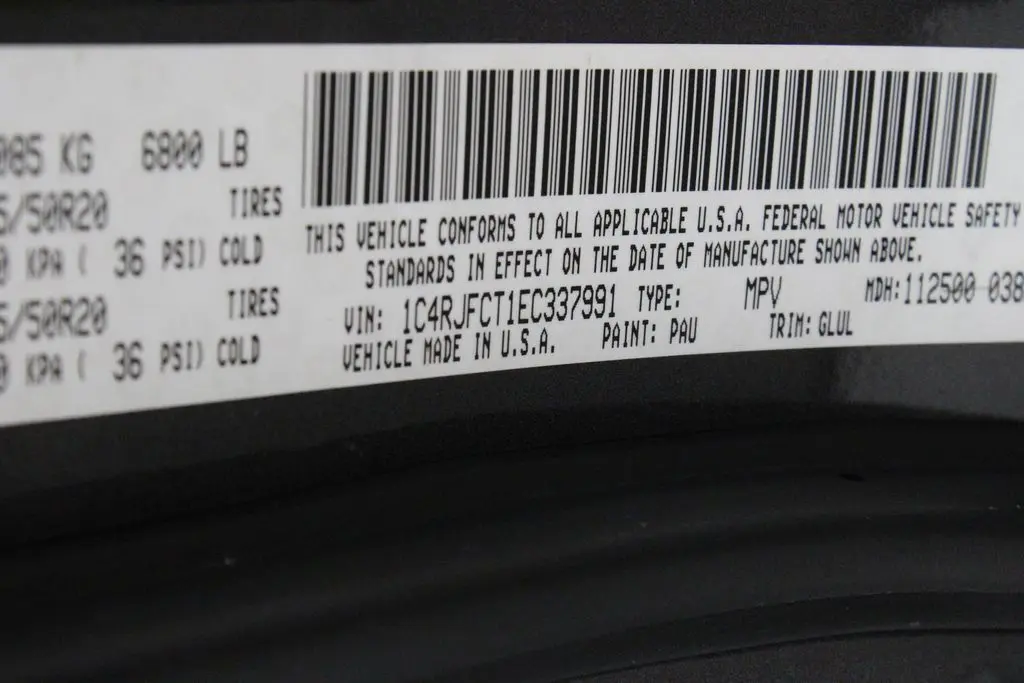 085 KG 6800 LB
5/50R20 TIRES
0 KPA ( 36 PSI) COLD
5/50R20 TIRES
0 KPA ( 36 PSI) COLD
THIS VEHICLE CONFORMS TO ALL APPLICABLE U.S.A. FEDERAL MOTOR VEHICLE SAFETY
STANDARDS IN EFFECT ON THE DATE OF MANUFACTURE SHOWN ABOVE.
VIN: 1C4RJFCT1EC337991 TYPE: MPV MDH:112500 038
VEHICLE MADE IN U.S.A. PAINT: PAU TRIM: GLUL